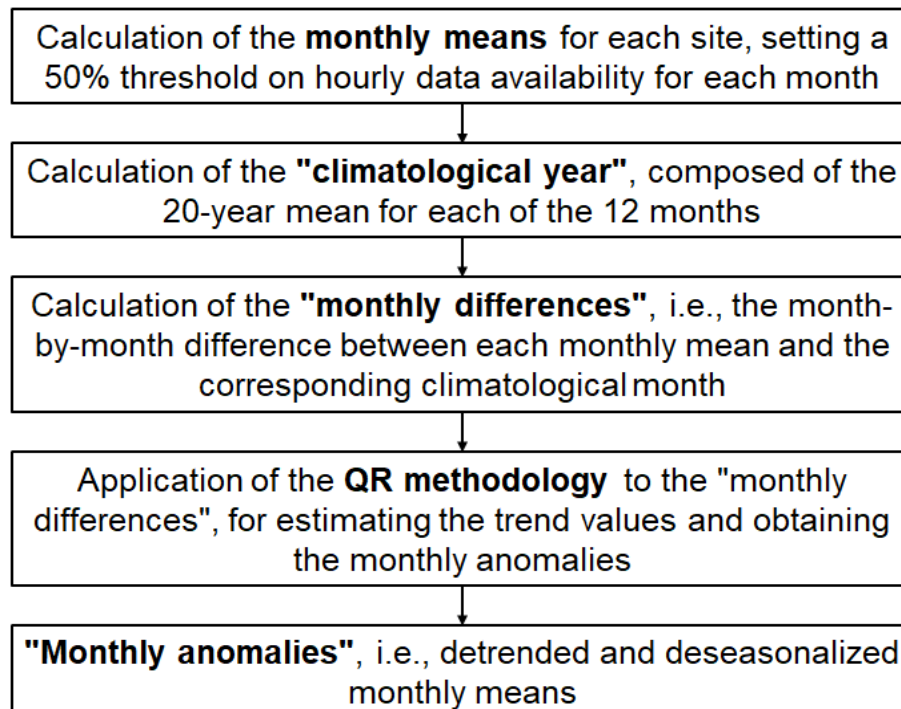 Calculation of the monthly means for each site, setting a
50% threshold on hourly data availability for each month
Calculation of the "climatological year", composed of the
20-year mean for each of the 12 months
Calculation of the "monthly differences", i.e., the month-
by-month difference between each monthly mean and the
corresponding climatological month
Application of the QR methodology to the "monthly
differences", for estimating the trend values and obtaining
the monthly anomalies
"Monthly anomalies", i.e., detrended and deseasonalized
monthly means